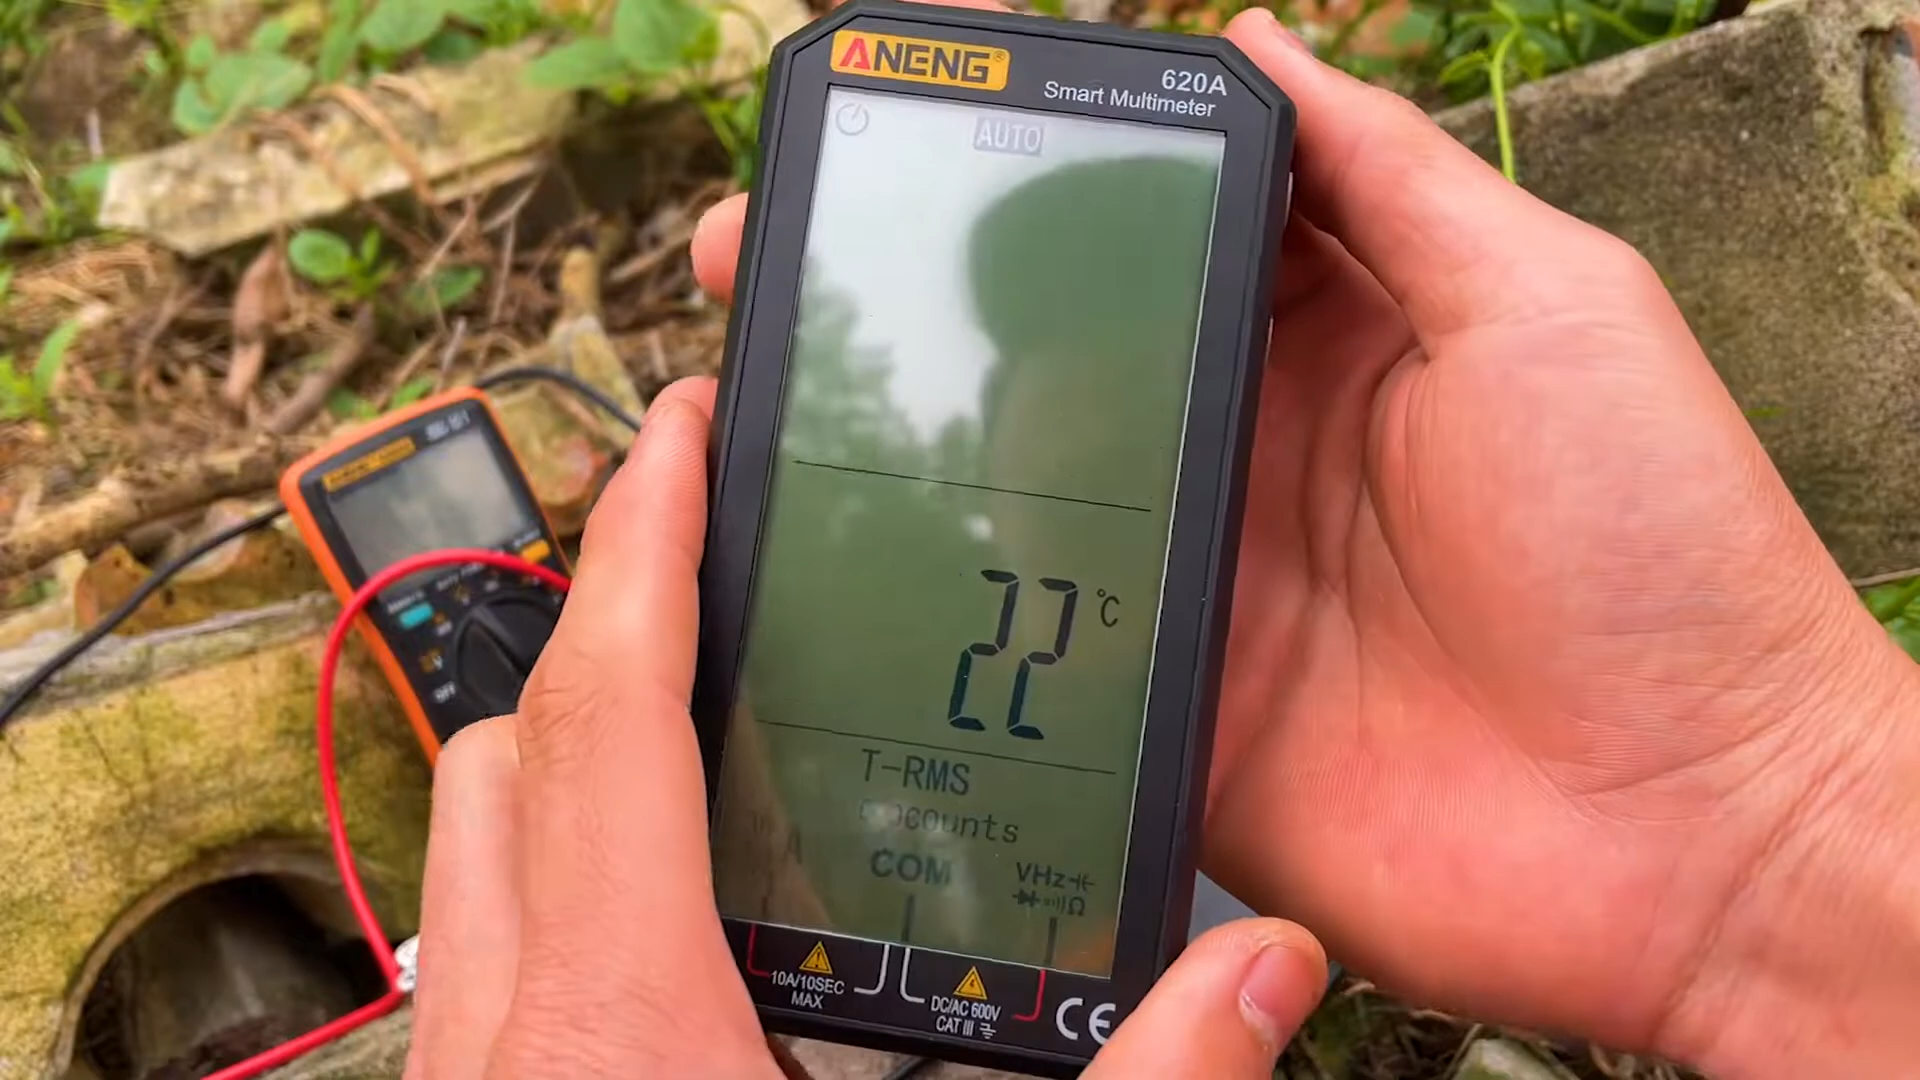 ANENG®
620A
Smart Multimeter
AUTO
22 °C
T-RMS
counts
COM
VHz
Ω
10A/10SEC
MAX
DC/AC 600V
CAT III
CE
OFF